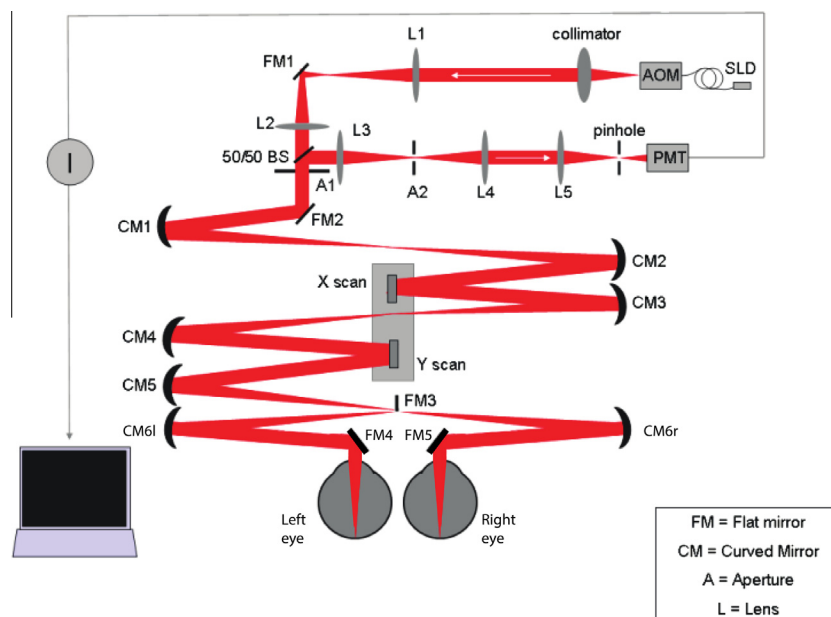 L1
collimator
FM1
AOM
SLD
L2
L3
pinhole
50/50 BS
PMT
I
A1
A2
L4
L5
CM1
FM2
CM2
X scan
CM3
CM4
Y scan
CM5
FM3
CM6l
FM4
FM5
CM6r
Left
eye
Right
eye
FM = Flat mirror
CM = Curved Mirror
A = Aperture
L = Lens